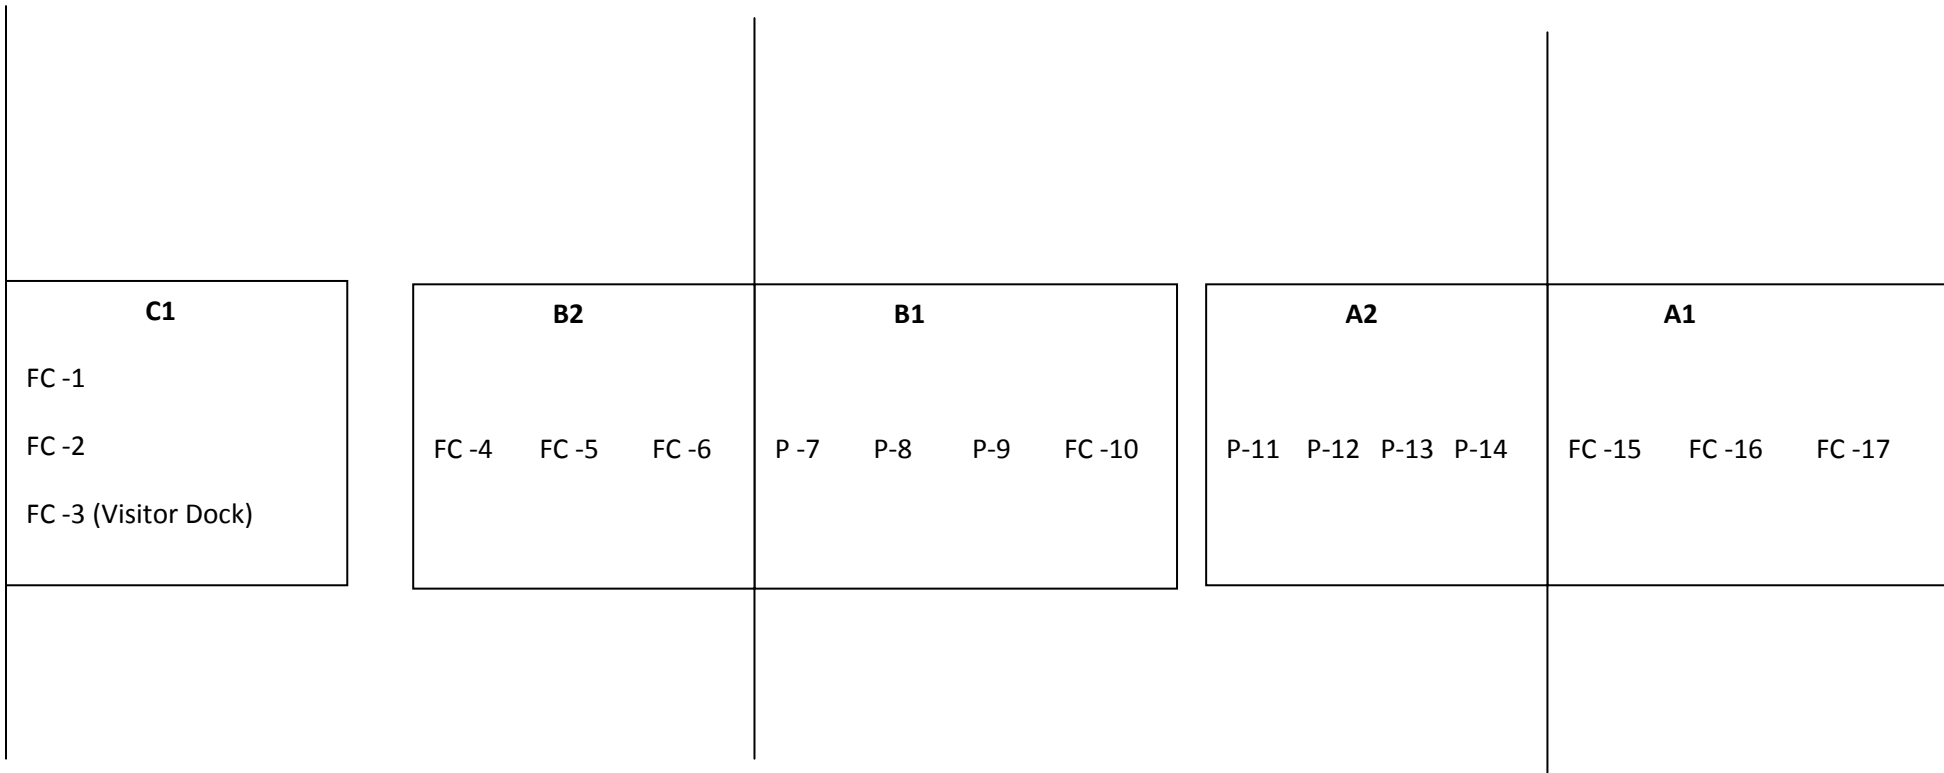 C1
FC -1
FC -2
FC -3 (Visitor Dock)
B2
FC -4 FC -5 FC -6
B1
P -7 P-8 P-9 FC -10
A2
P-11 P-12 P-13 P-14
A1
FC -15 FC -16 FC -17